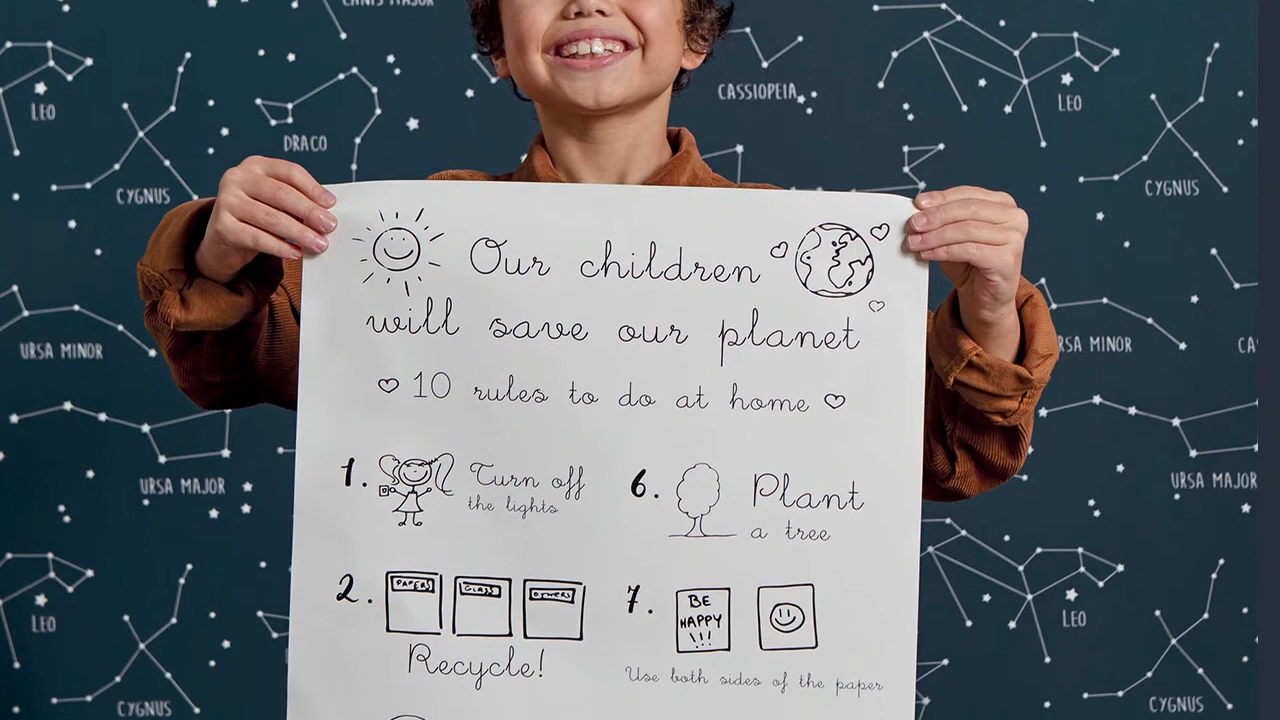 CANIS MAJOR
LEO
DRACO
CYGNUS
CASSIOPEIA
LEO
CYGNUS
URSA MINOR
URSA MINOR
URSA MAJOR
URSA MAJOR
LEO
CYGNUS
LEO
CYGNUS
Our children
will save our planet
10 rules to do at home
1. Turn off
the lights
2. PAPERS GLASS OTHERS
Recycle!
6. Plant
a tree
7. BE
HAPPY
!!!
Use both sides of the paper